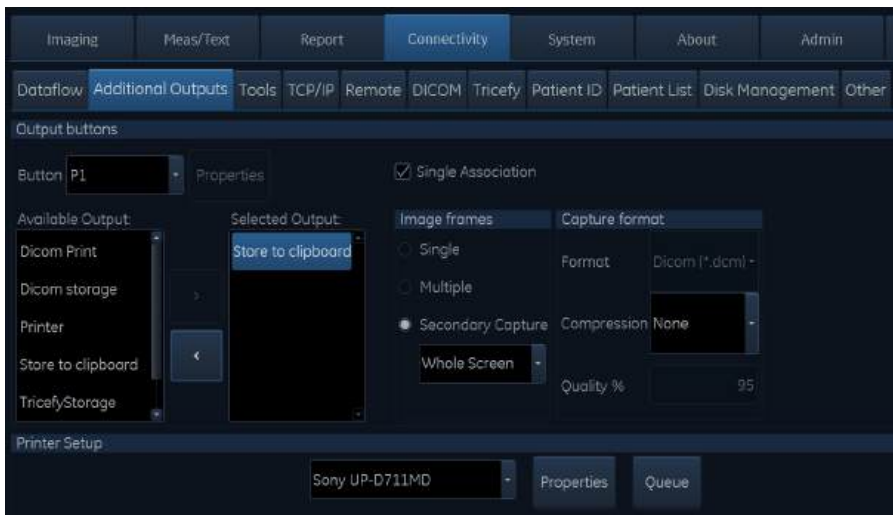 Imaging Meas/Text Report Connectivity System About Admin
Dataflow Additional Outputs Tools TCP/IP Remote DICOM Tricefy Patient ID Patient List Disk Management Other
Output buttons
Button P1 Properties Single Association
Available Output: Selected Output: Image frames Capture format
Dicom Print Store to clipboard Single Format Dicom (*.dcm)
Dicom storage > Multiple
Printer Secondary Capture Compression None
Store to clipboard < Whole Screen
TricefyStorage Quality % 95
Printer Setup
Sony UP-D711MD Properties Queue